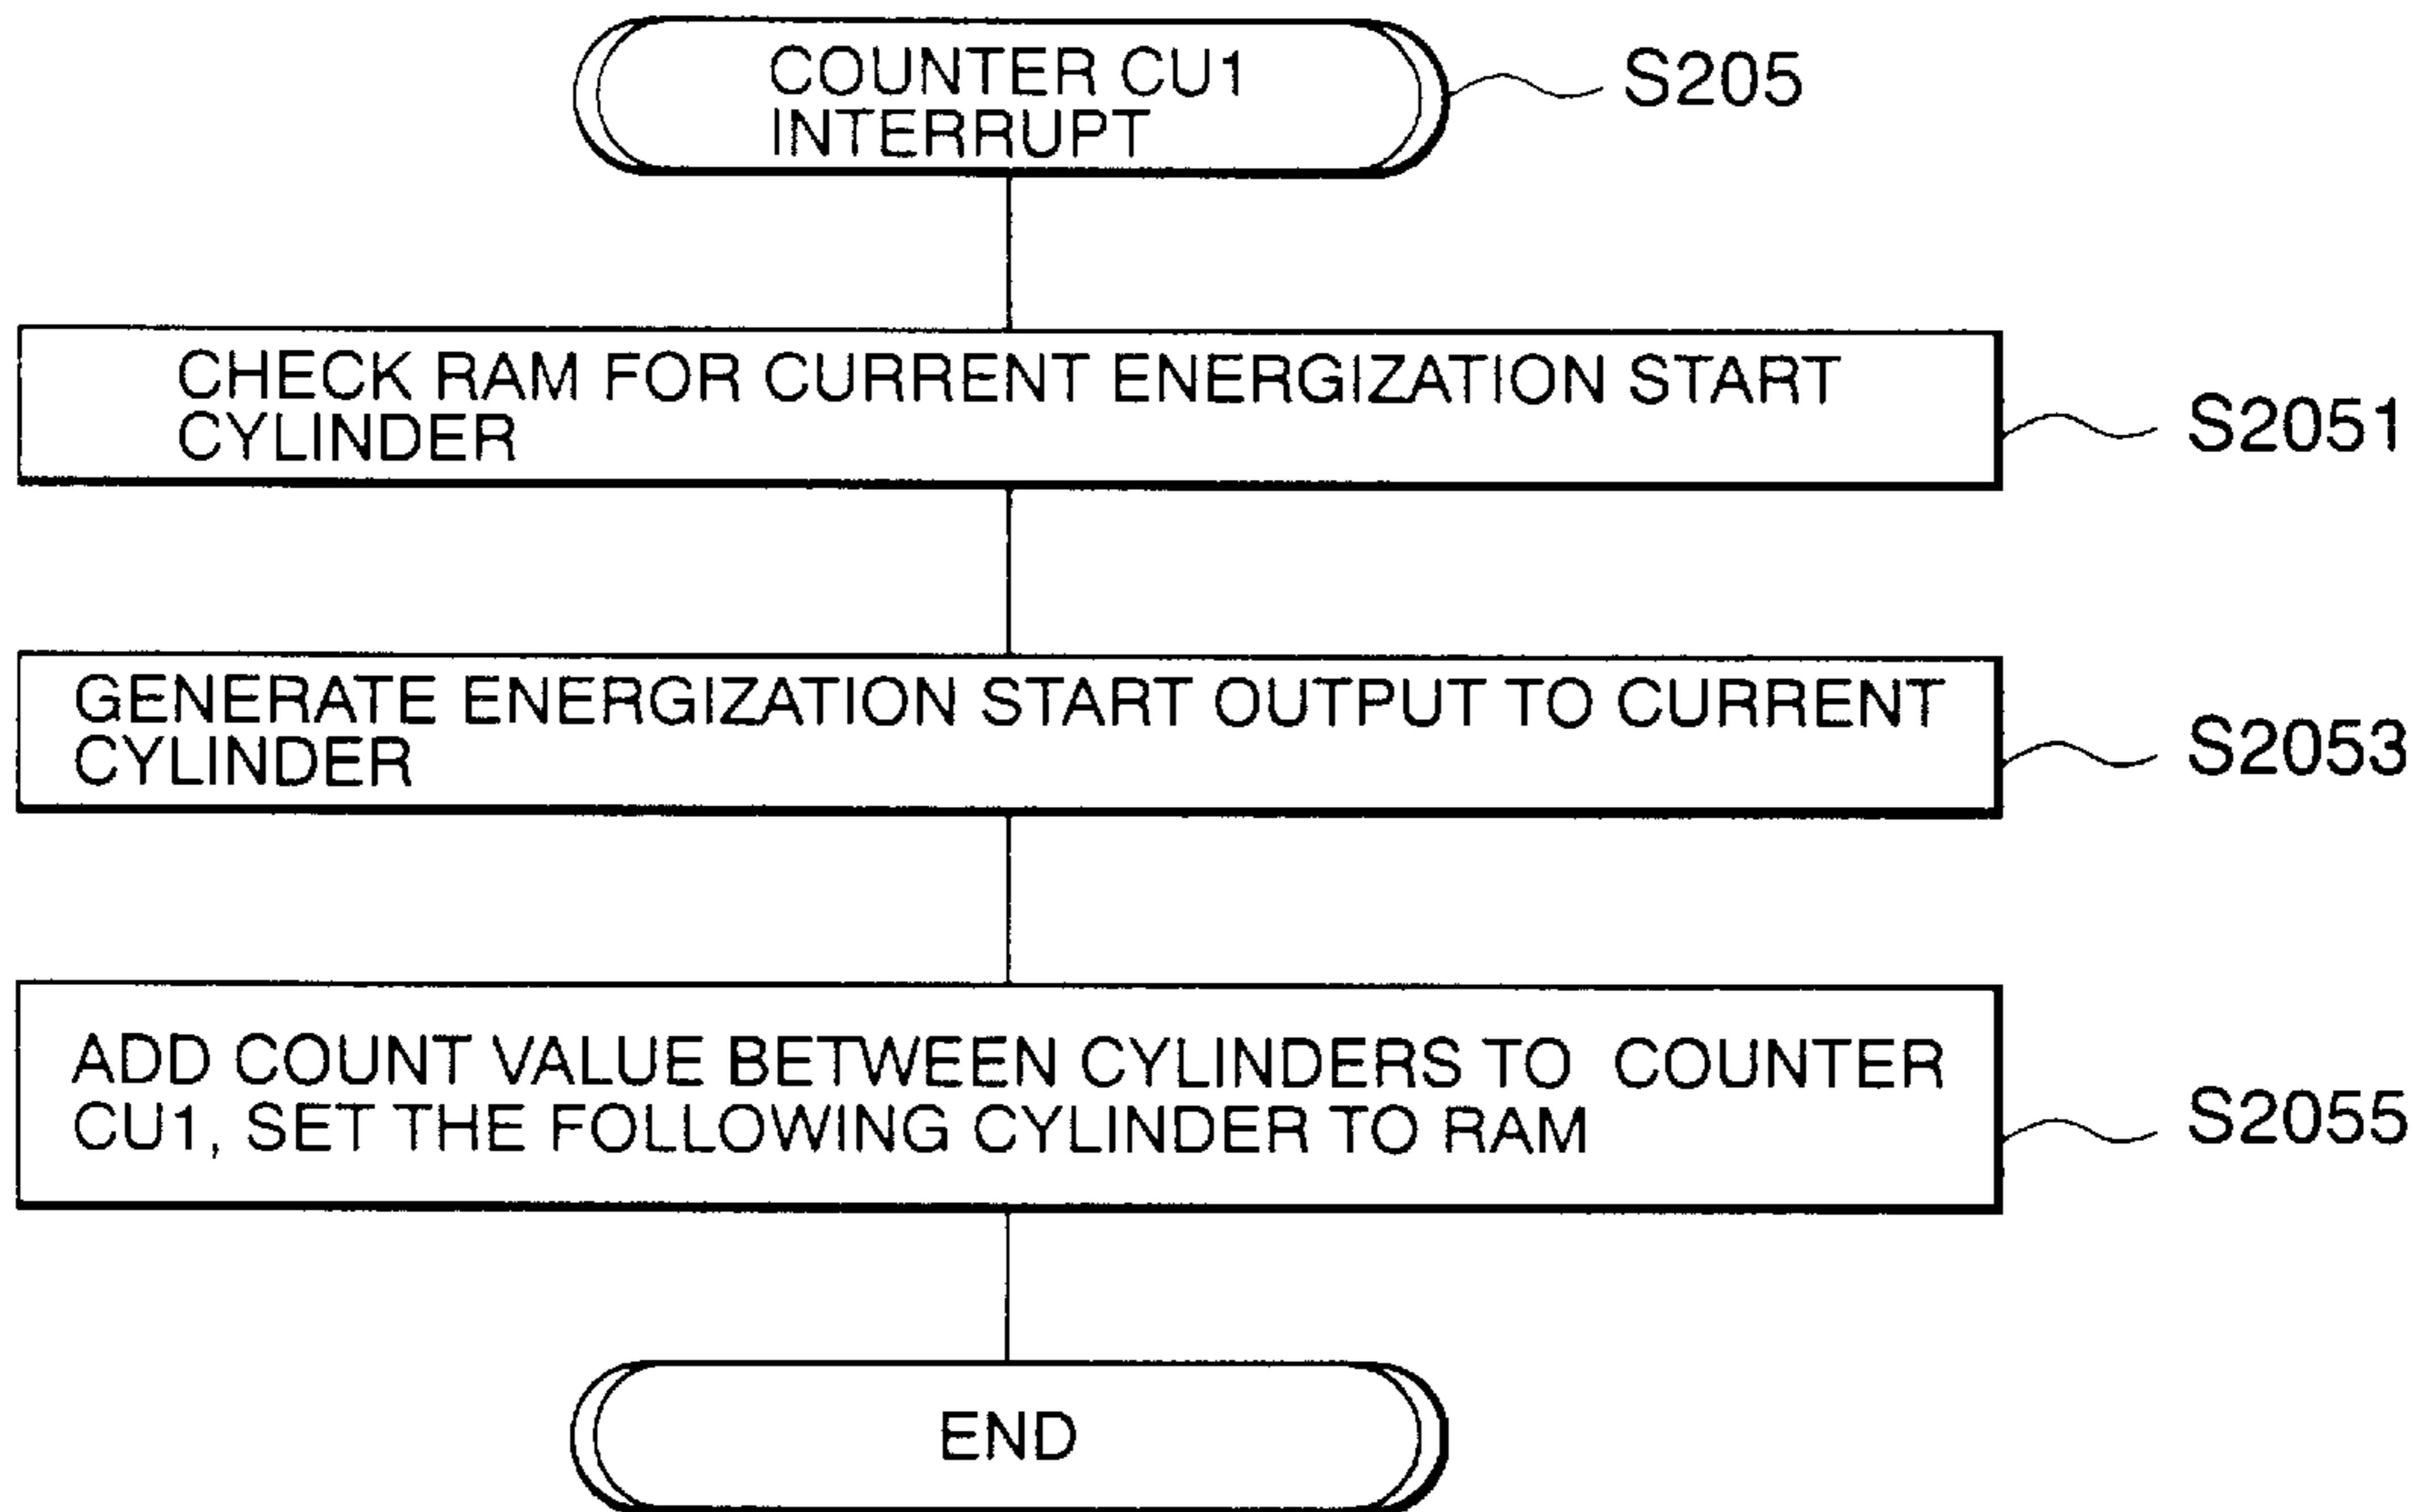 COUNTER CU1
INTERRUPT
S205
CHECK RAM FOR CURRENT ENERGIZATION START
CYLINDER
S2051
GENERATE ENERGIZATION START OUTPUT TO CURRENT
CYLINDER
S2053
ADD COUNT VALUE BETWEEN CYLINDERS TO COUNTER
CU1, SET THE FOLLOWING CYLINDER TO RAM
S2055
END